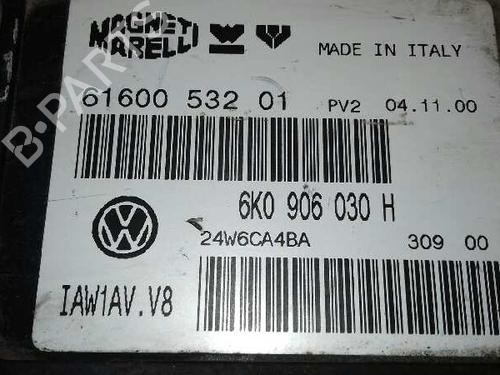 MAGNETI
MARELLI
MADE IN ITALY
61600 532 01 PV2 04.11.00
6K0 906 030 H
24W6CA4BA 309 00
IAW1AV.V8
B-PARTS